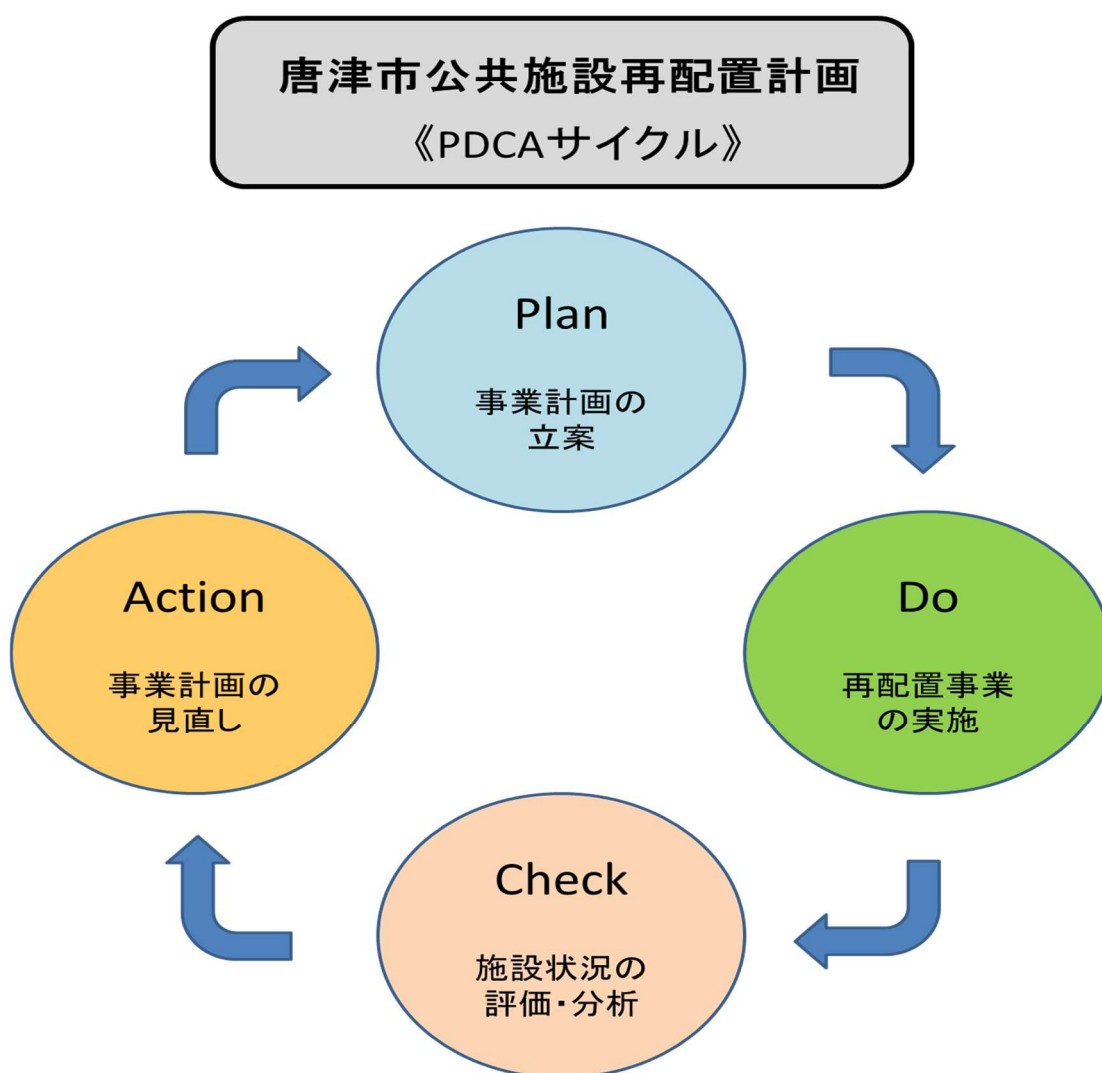 唐津市公共施設再配置計画
《PDCAサイクル》
Plan
事業計画の
立案
Do
再配置事業
の実施
Check
施設状況の
評価・分析
Action
事業計画の
見直し